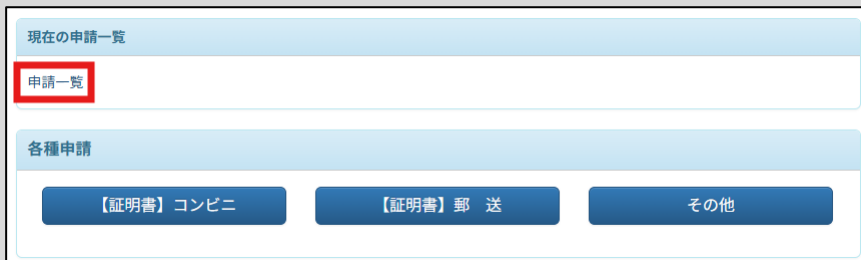 現在の申請一覧
申請一覧
各種申請
【証明書】コンビニ 【証明書】郵　送 その他